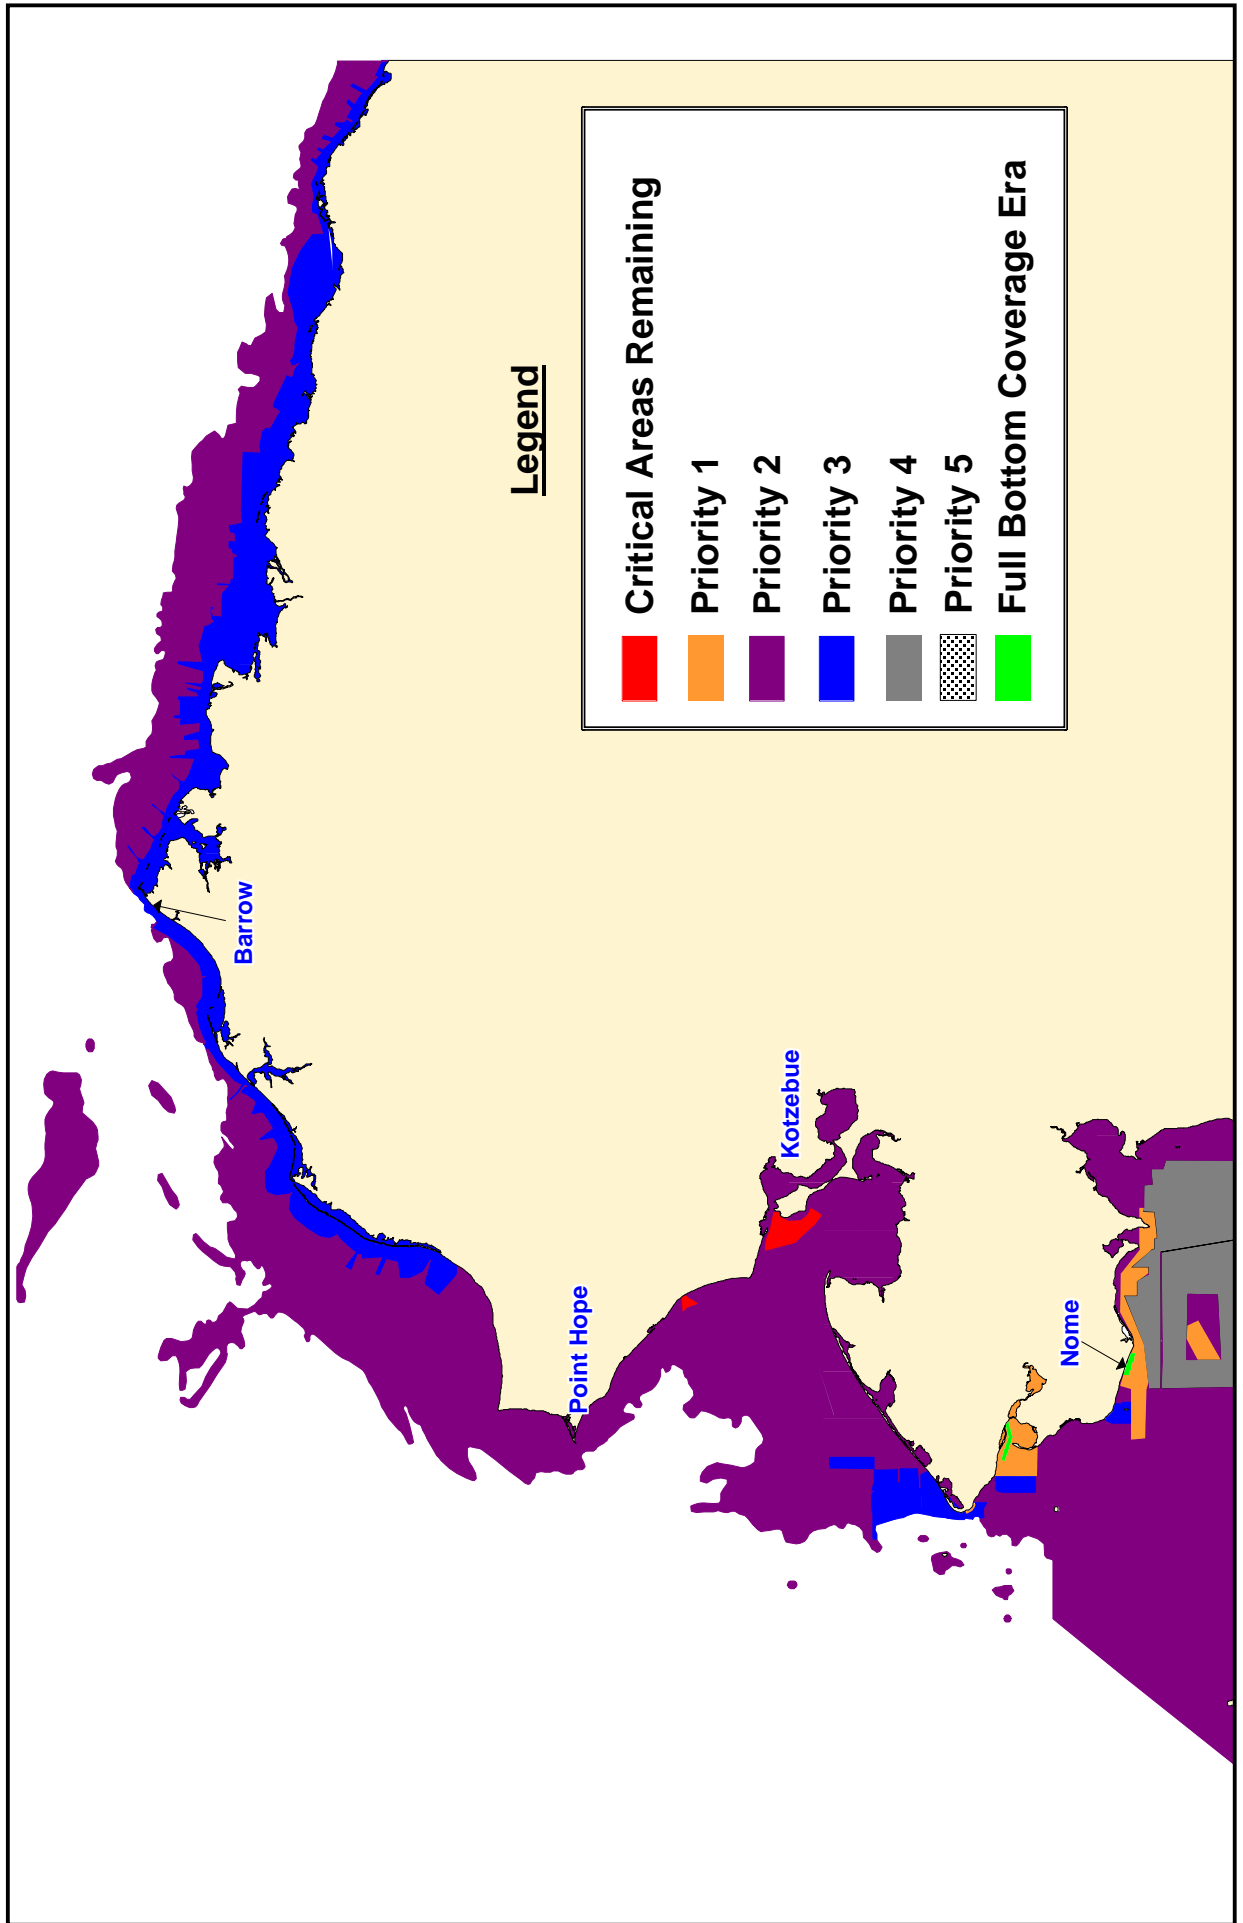 Barrow
Point Hope
Kotzebue
Nome
Legend
Critical Areas Remaining
Priority 1
Priority 2
Priority 3
Priority 4
Priority 5
Full Bottom Coverage Era